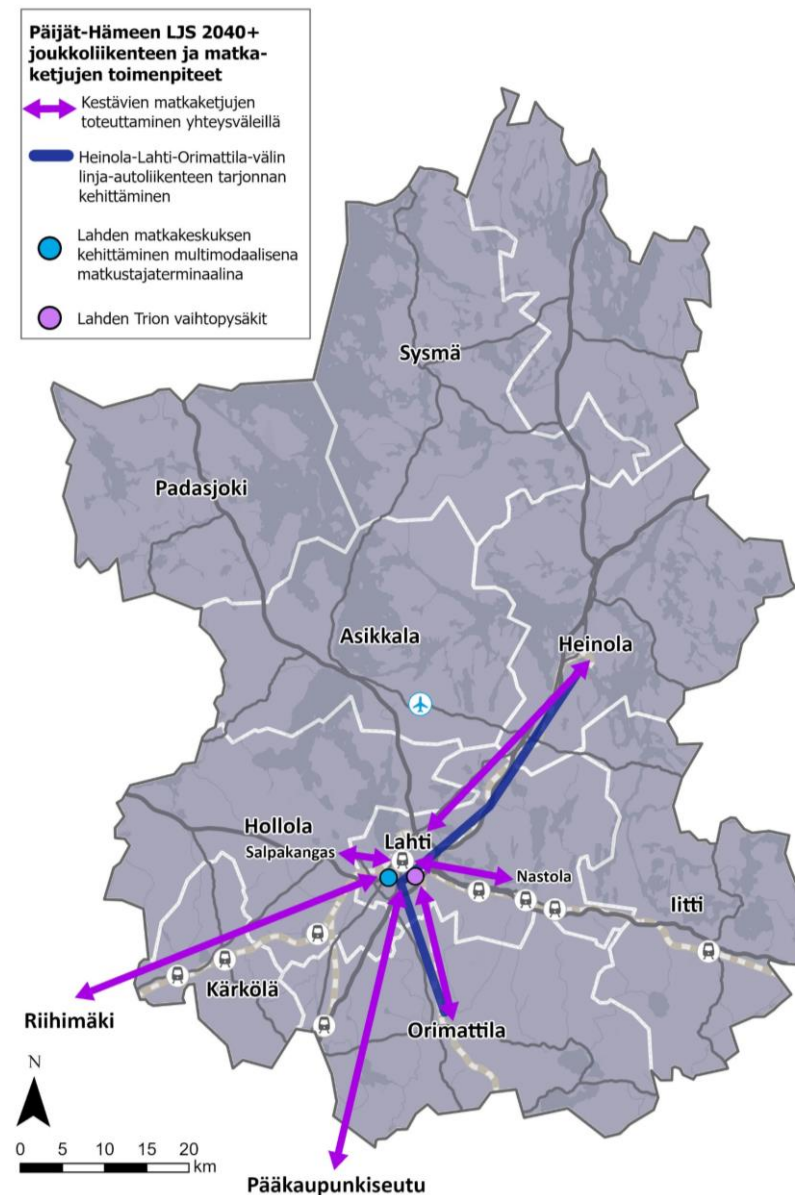 Päijät-Hämeen LJS 2040+
joukkoliikenteen ja matka-
ketjujen toimenpiteet
Kestävien matkaketjujen
toteuttaminen yhteysväleillä
Heinola-Lahti-Orimattila-välin
linja-autoliikenteen tarjonnan
kehittäminen
Lahden matkakeskuksen
kehittäminen multimodaalisena
matkustajaterminaalina
Lahden Trion vaihtopysäkit
Sysmä
Padasjoki
Asikkala
Heinola
Hollola
Lahti
Salpakangas
Nastola
Iitti
Kärkölä
Riihimäki
Orimattila
N
0 5 10 15 20
km
Pääkaupunkiseutu